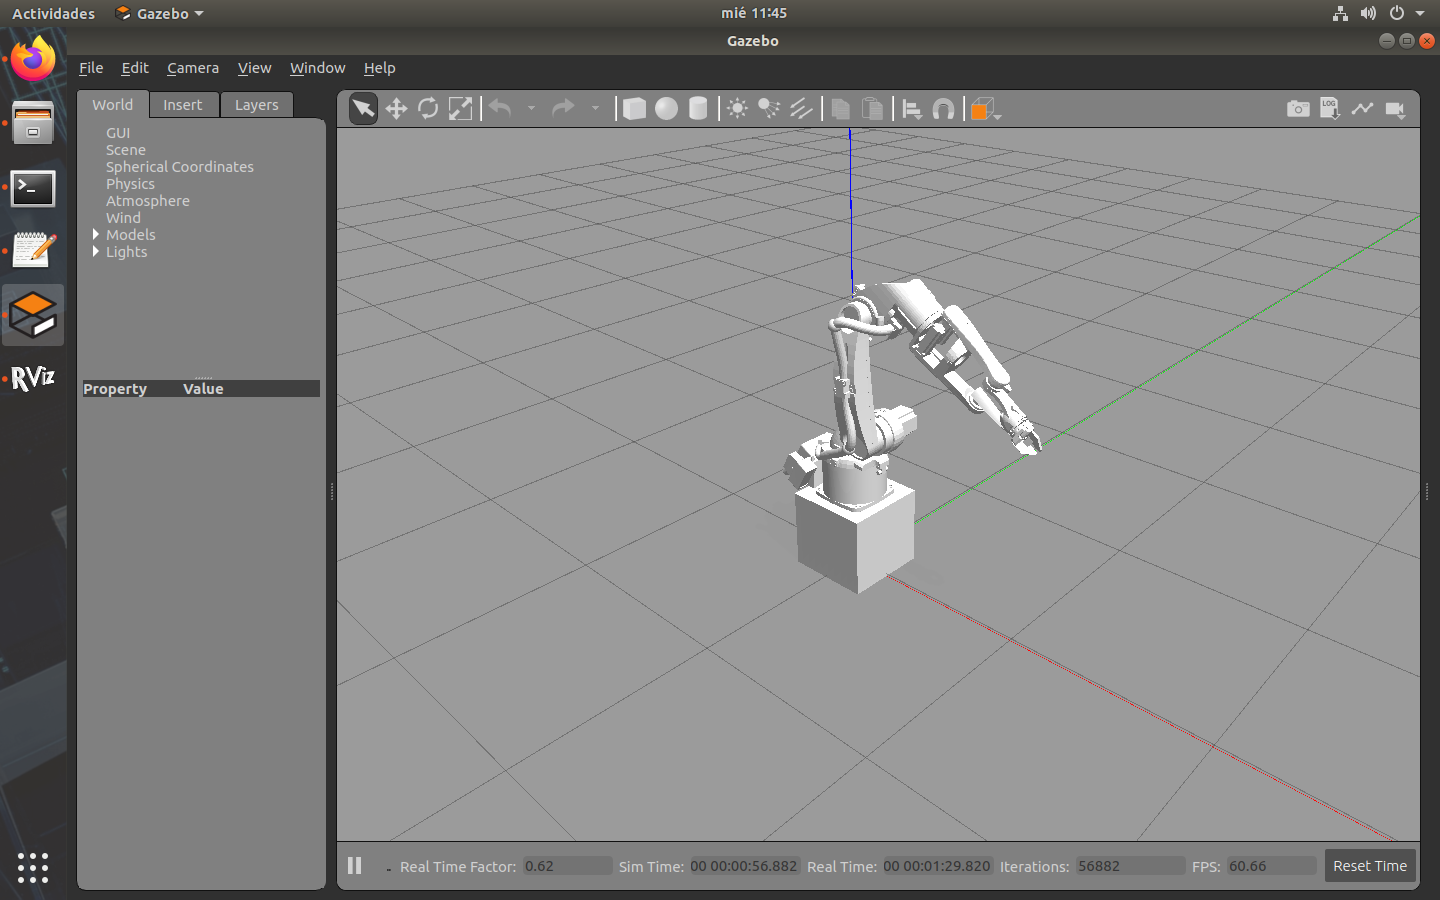 Actividades Gazebo mié 11:45
Gazebo
File Edit Camera View Window Help
World Insert Layers
LOG
GUI
Scene
Spherical Coordinates
Physics
Atmosphere
Wind
Models
Lights
RViz
Property Value
Real Time Factor: 0.62 Sim Time: 00 00:00:56.882 Real Time: 00 00:01:29.820 Iterations: 56882 FPS: 60.66 Reset Time